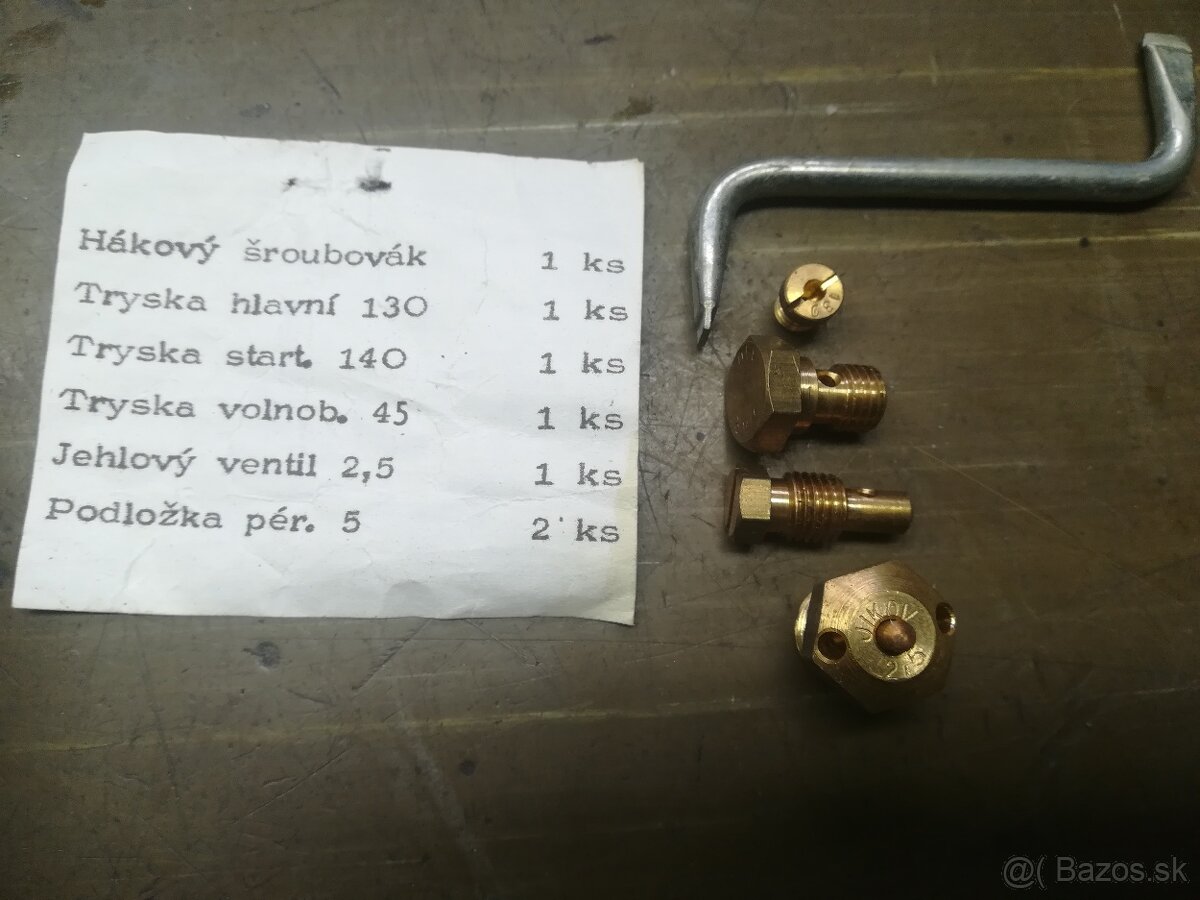 Hákový šroubovák 1 ks
Tryska hlavní 130 1 ks
Tryska start. 140 1 ks
Tryska volnob. 45 1 ks
Jehlový ventil 2,5 1 ks
Podložka pér. 5 2 ks
130
JIKOV
2,5
@( Bazos.sk